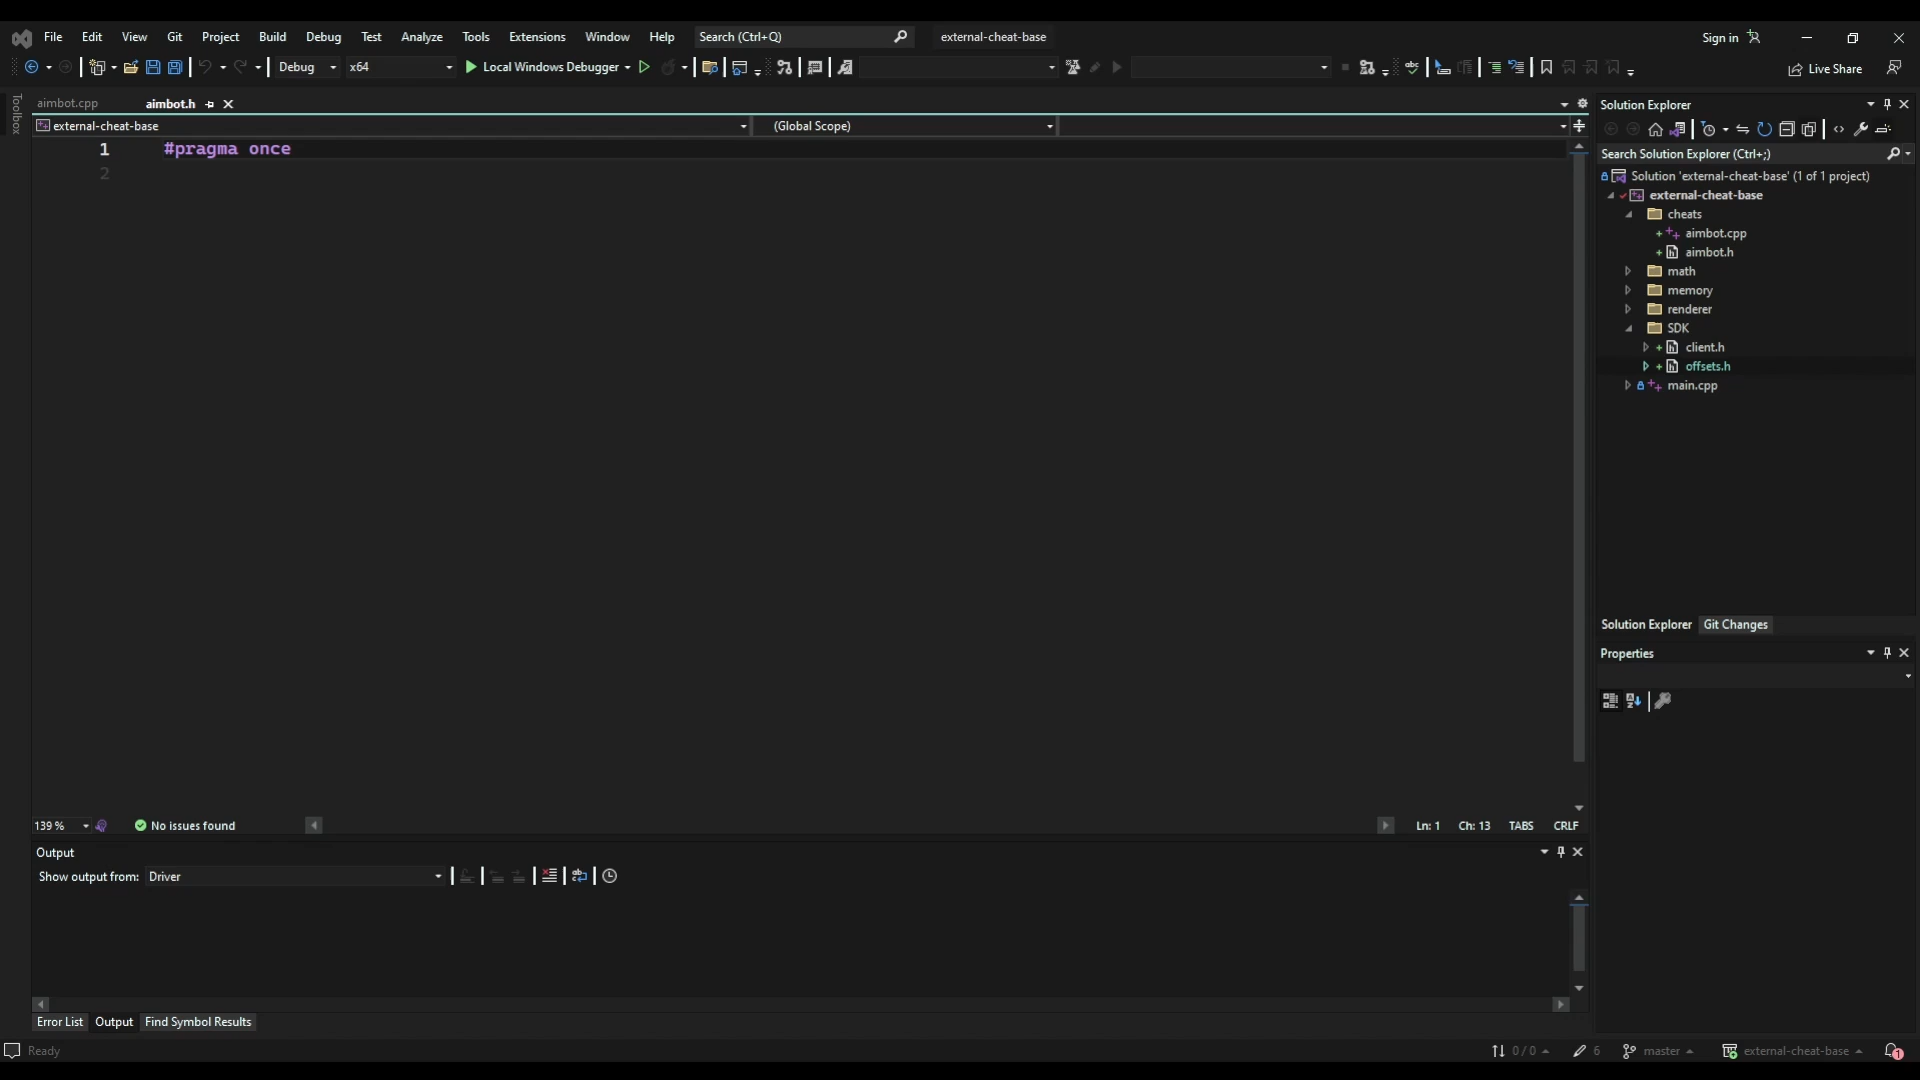 File Edit View Git Project Build Debug Test Analyze Tools Extensions Window Help Search (Ctrl+Q) external-cheat-base Sign in
Debug x64 Local Windows Debugger Live Share
Toolbox
aimbot.cpp aimbot.h
external-cheat-base (Global Scope)
1 #pragma once
2
Solution Explorer
Search Solution Explorer (Ctrl+;)
Solution 'external-cheat-base' (1 of 1 project)
external-cheat-base
cheats
aimbot.cpp
aimbot.h
math
memory
renderer
SDK
client.h
offsets.h
main.cpp
Solution Explorer Git Changes
Properties
139 % No issues found Ln: 1 Ch: 13 TABS CRLF
Output
Show output from: Driver
Error List Output Find Symbol Results
Ready 0 / 0 6 master external-cheat-base 1